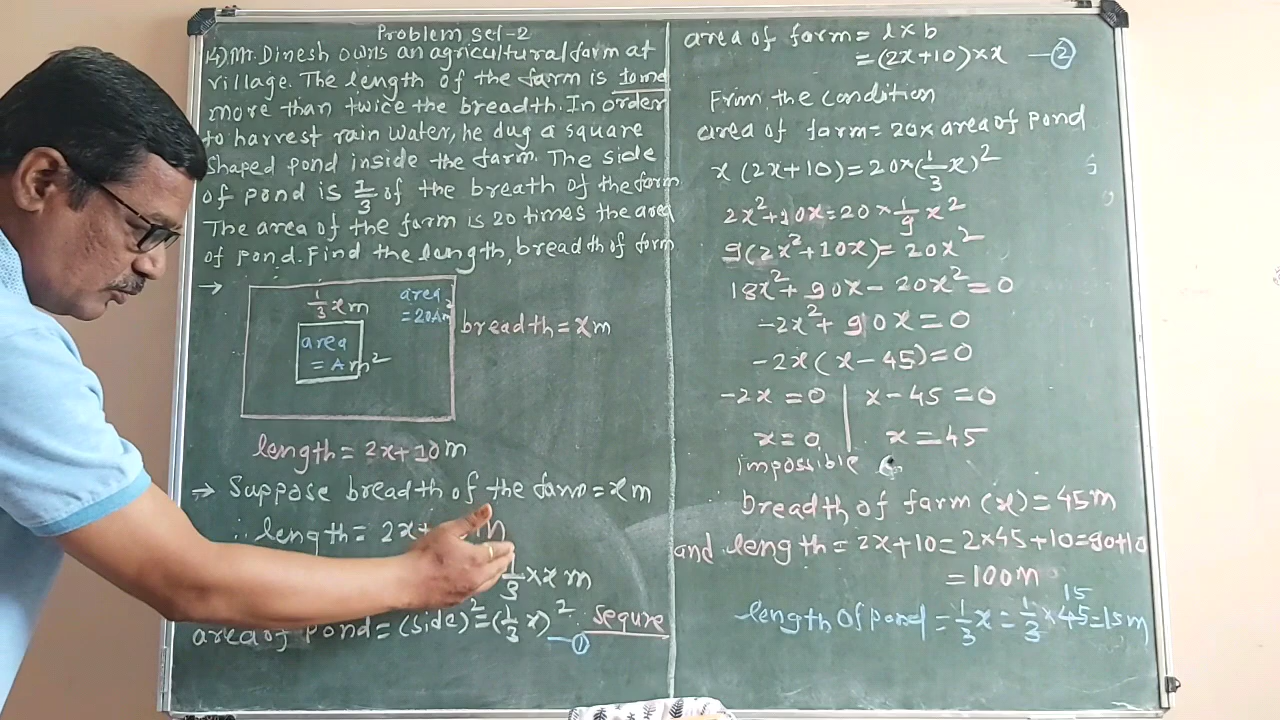 Problem set-2
14) Mr. Dinesh owns an agricultural farm at
village. The length of the farm is 10m
more than twice the breadth. In order
to harvest rain water, he dug a square
shaped pond inside the farm. The side
of pond is 1/3 of the breath of the farm
The area of the farm is 20 times the area
of pond. Find the length, breadth of farm
→
1/3 x m
area = 20Am²
area = Am²
breadth = x m
length = 2x+10m
→ Suppose breadth of the farm = x m
∴ length = 2x+ m
1/3 × x m
area of pond = (side)² = (1/3 x)² — ①
sequre
area of farm = l × b
= (2x+10) × x — ②
From the condition
area of farm = 20 × area of pond
x (2x+10) = 20 × (1/3 x)²
2x²+10x = 20 × 1/9 x²
9(2x²+10x) = 20x²
18x² + 90x - 20x² = 0
-2x² + 90x = 0
-2x (x-45) = 0
-2x = 0 | x-45 = 0
x = 0 | x = 45
impossible
∴ breadth of farm (x) = 45m
and length = 2x+10 = 2×45+10 = 90+10
= 100m
15
length of pond = 1/3 x = 1/3 × 45 = 15m